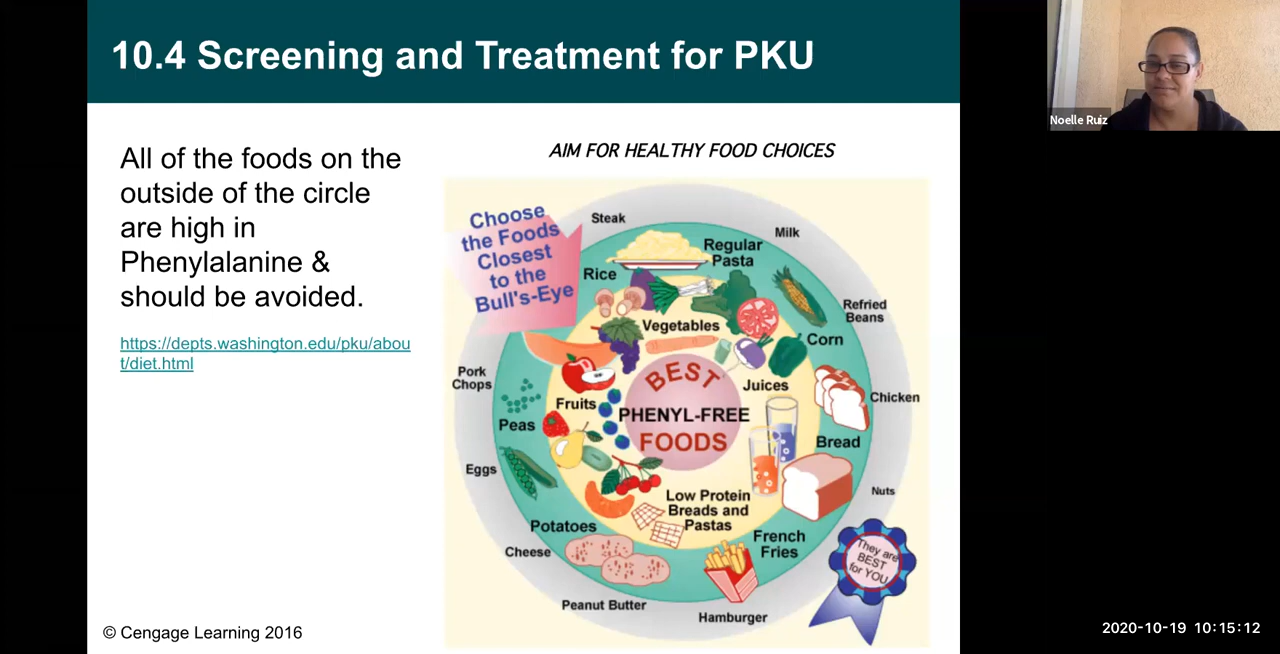 10.4 Screening and Treatment for PKU
Noelle Ruiz
All of the foods on the
outside of the circle
are high in
Phenylalanine &
should be avoided.
https://depts.washington.edu/pku/abou
t/diet.html
AIM FOR HEALTHY FOOD CHOICES
Choose
the Foods
Closest
to the
Bull's-Eye
Steak
Milk
Regular
Pasta
Rice
Refried
Beans
Vegetables
Corn
Pork
Chops
BEST
Juices
Chicken
Fruits
PHENYL-FREE
Peas
FOODS
Bread
Eggs
Nuts
Low Protein
Breads and
Pastas
Potatoes
French
Fries
Cheese
They are
BEST
for YOU
Peanut Butter
Hamburger
© Cengage Learning 2016
2020-10-19 10:15:12